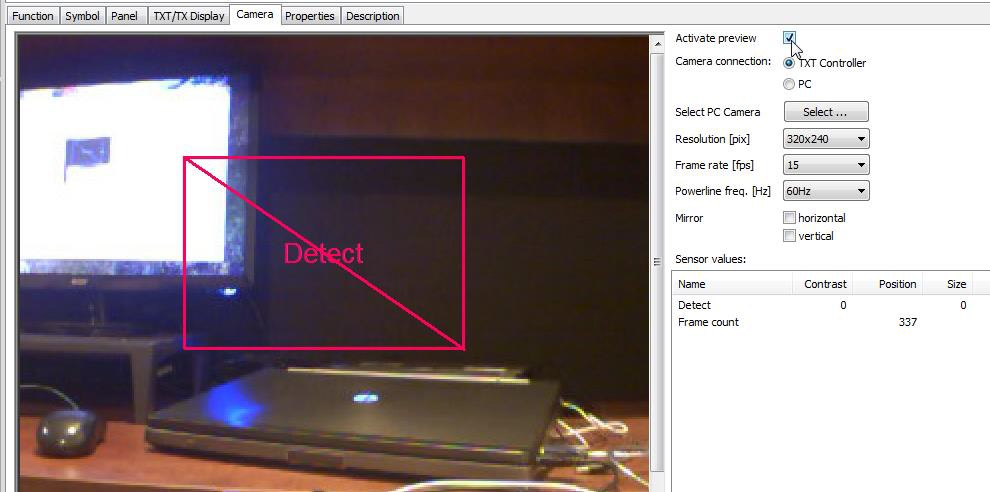 Function Symbol Panel TXT/TX Display Camera Properties Description
Activate preview
Camera connection: TXT Controller
PC
Select PC Camera Select ...
Resolution [pix] 320x240
Frame rate [fps] 15
Powerline freq. [Hz] 60Hz
Mirror horizontal
vertical
Sensor values:
Name Contrast Position Size
Detect 0 0
Frame count 337
Detect